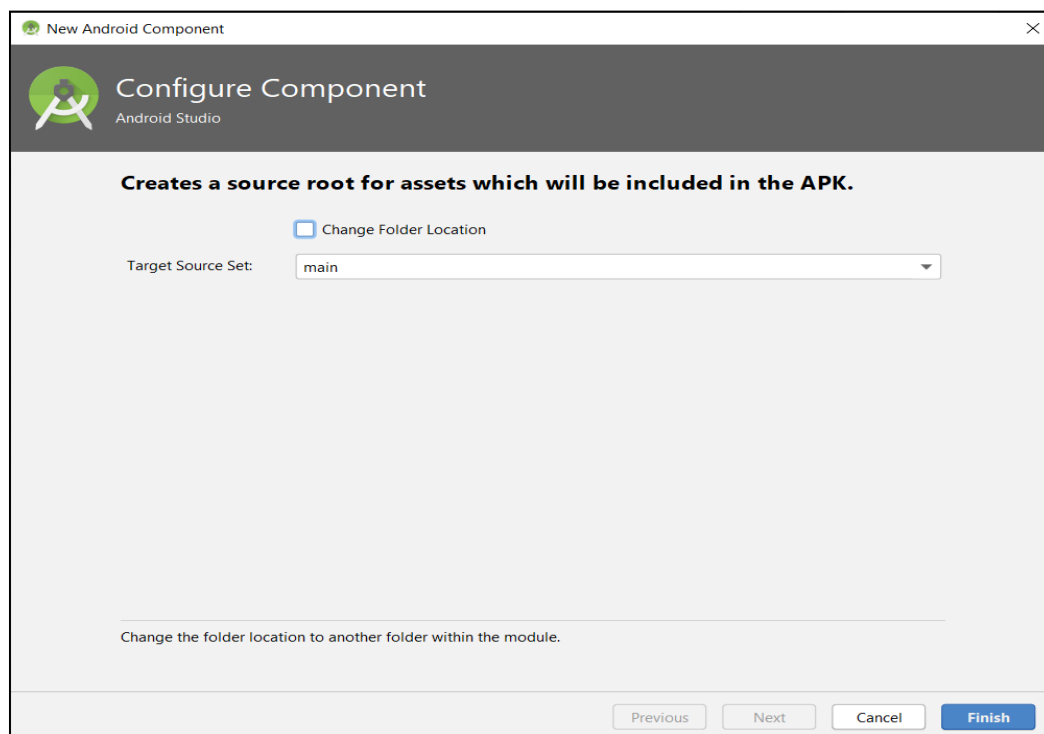 New Android Component
Configure Component
Android Studio
Creates a source root for assets which will be included in the APK.
Change Folder Location
Target Source Set: main
Change the folder location to another folder within the module.
Previous Next Cancel Finish